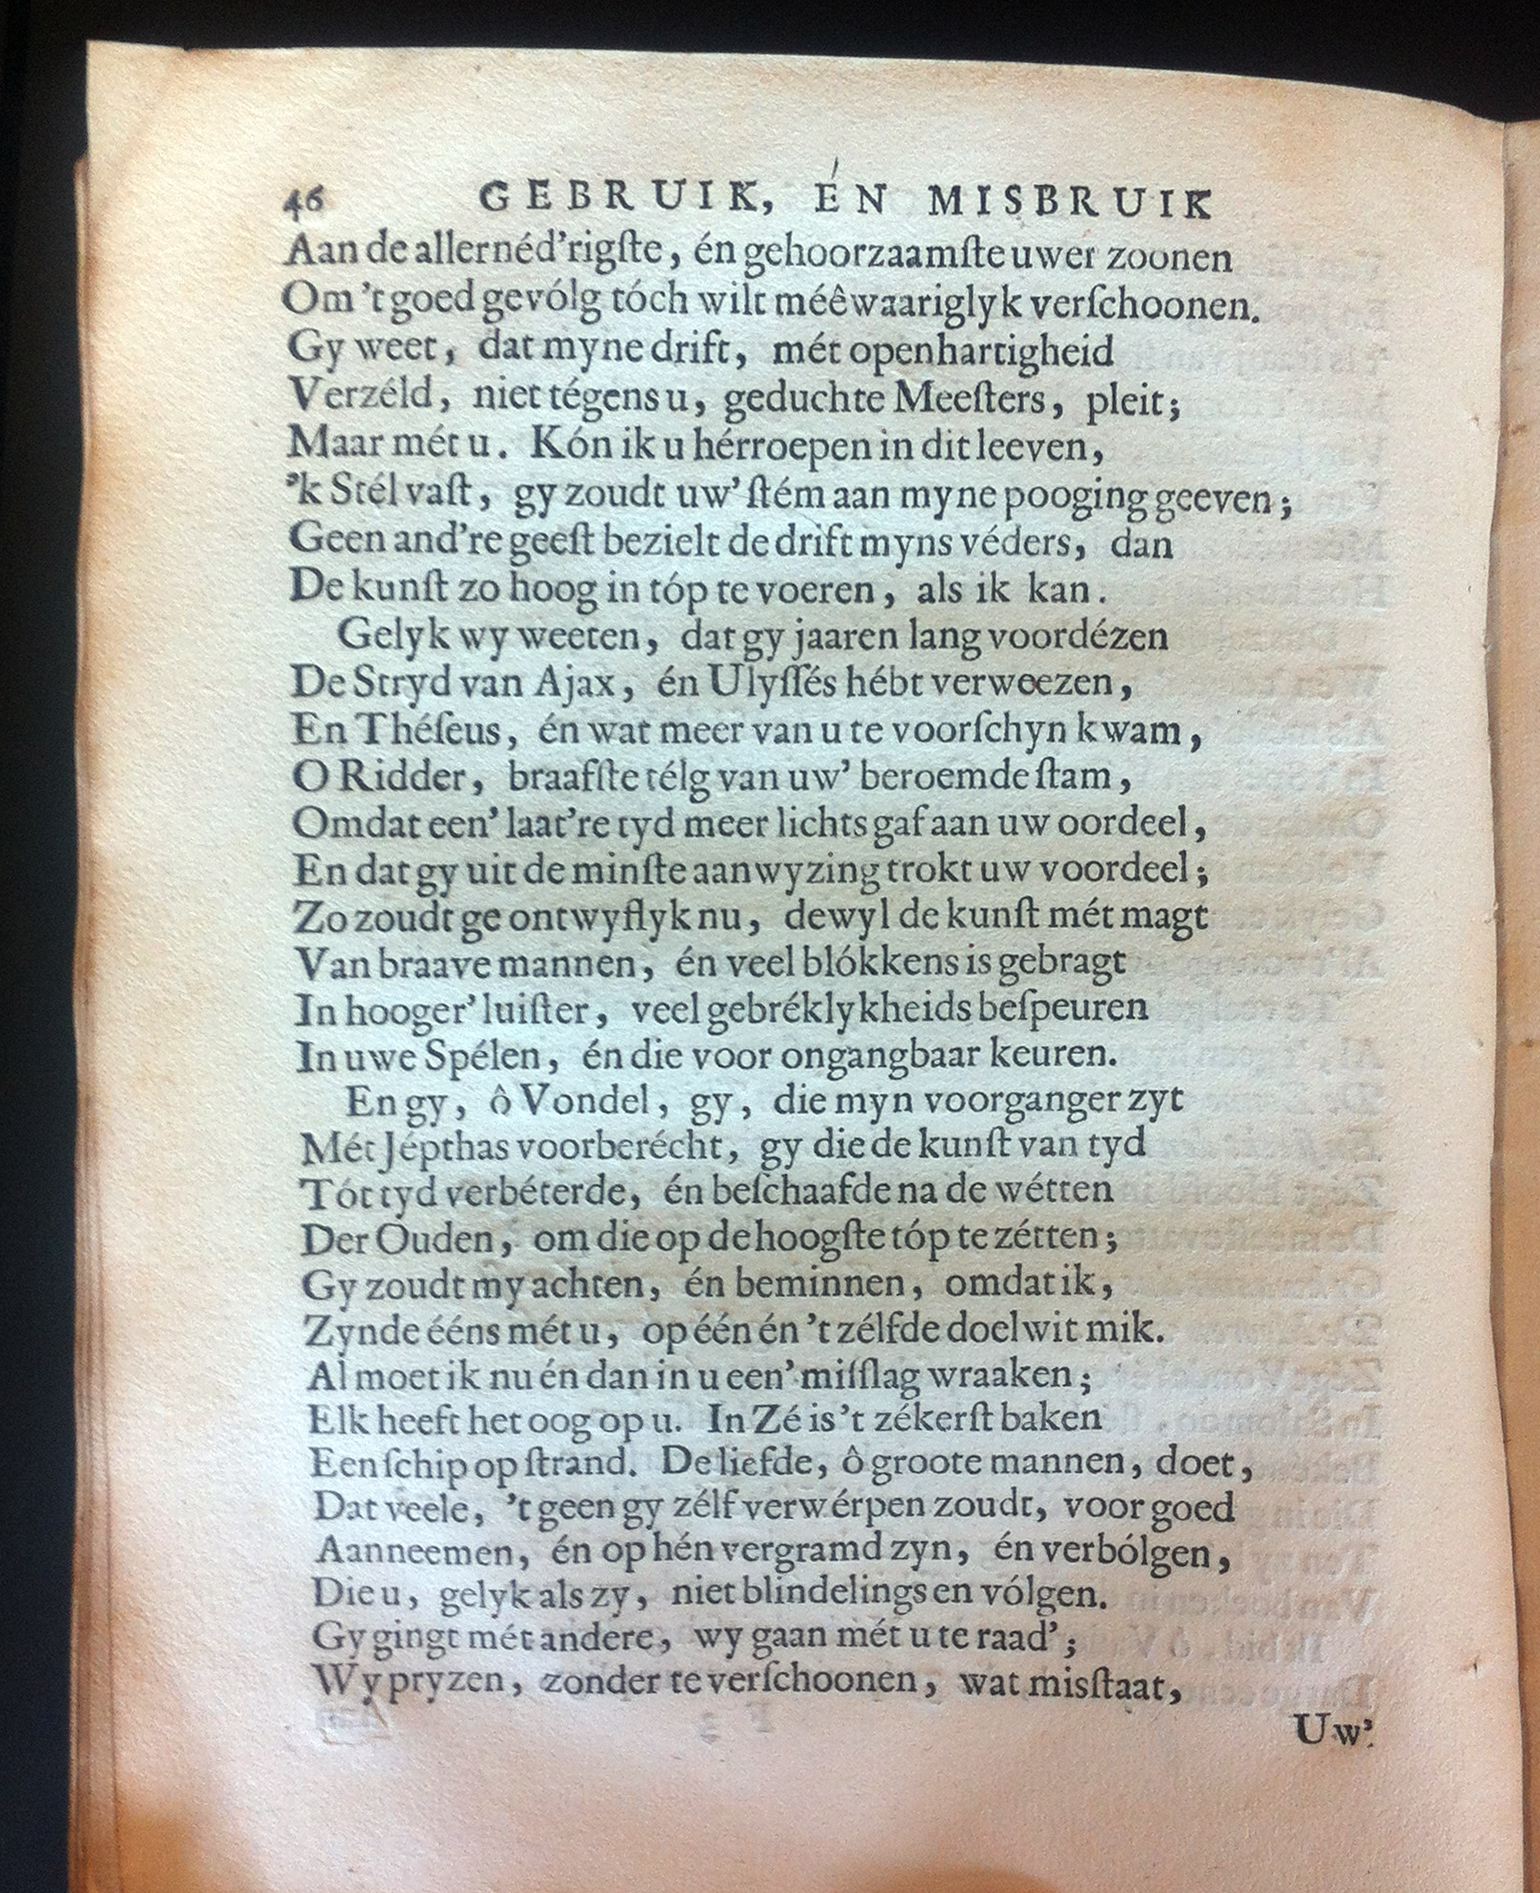 46 GEBRUIK, ÉN MISBRUIK
Aan de allernéd'rigſte, én gehoorzaamſte uwer zoonen
Om 't goed gevólg tóch wilt méêwaariglyk verſchoonen.
Gy weet, dat myne drift, mét openhartigheid
Verzéld, niet tégens u, geduchte Meeſters, pleit;
Maar mét u. Kón ik u hérroepen in dit leeven,
'k Stél vaſt, gy zoudt uw' ſtém aan myne pooging geeven;
Geen and're geeſt bezielt de drift myns véders, dan
De kunſt zo hoog in tóp te voeren, als ik kan.
Gelyk wy weeten, dat gy jaaren lang voordézen
De Stryd van Ajax, én Ulyſſés hébt verweezen,
En Théſeus, én wat meer van u te voorſchyn kwam,
O Ridder, braafſte télg van uw' beroemde ſtam,
Omdat een' laat're tyd meer lichts gaf aan uw oordeel,
En dat gy uit de minſte aanwyzing trokt uw voordeel;
Zo zoudt ge ontwyflyk nu, dewyl de kunſt mét magt
Van braave mannen, én veel blókkens is gebragt
In hooger' luiſter, veel gebréklykheids beſpeuren
In uwe Spélen, én die voor ongangbaar keuren.
En gy, ô Vondel, gy, die myn voorganger zyt
Mét Jépthas voorberécht, gy die de kunſt van tyd
Tót tyd verbéterde, én beſchaafde na de wétten
Der Ouden, om die op de hoogſte tóp te zétten;
Gy zoudt my achten, én beminnen, omdat ik,
Zynde ééns mét u, op één én 't zélfde doelwit mik.
Al moet ik nu én dan in u een' miſſlag wraaken;
Elk heeft het oog op u. In Zé is 't zékerſt baken
Een ſchip op ſtrand. De liefde, ô groote mannen, doet,
Dat veele, 't geen gy zélf verwérpen zoudt, voor goed
Aanneemen, én op hén vergramd zyn, én verbólgen,
Die u, gelyk als zy, niet blindelings en vólgen.
Gy gingt mét andere, wy gaan mét u te raad';
Wy pryzen, zonder te verſchoonen, wat misſtaat,
Uw'